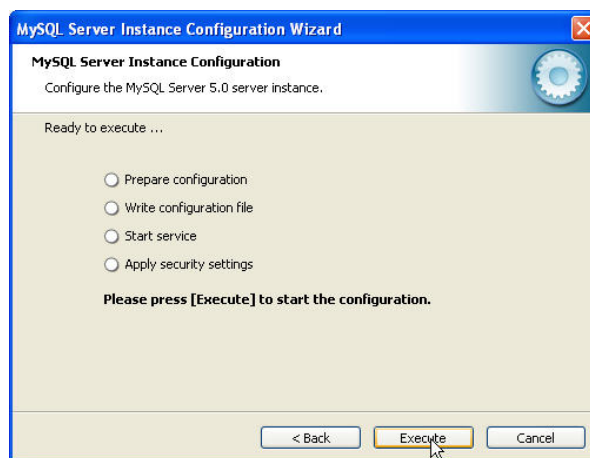 MySQL Server Instance Configuration Wizard
MySQL Server Instance Configuration
Configure the MySQL Server 5.0 server instance.
Ready to execute ...
Prepare configuration
Write configuration file
Start service
Apply security settings
Please press [Execute] to start the configuration.
< Back Execute Cancel